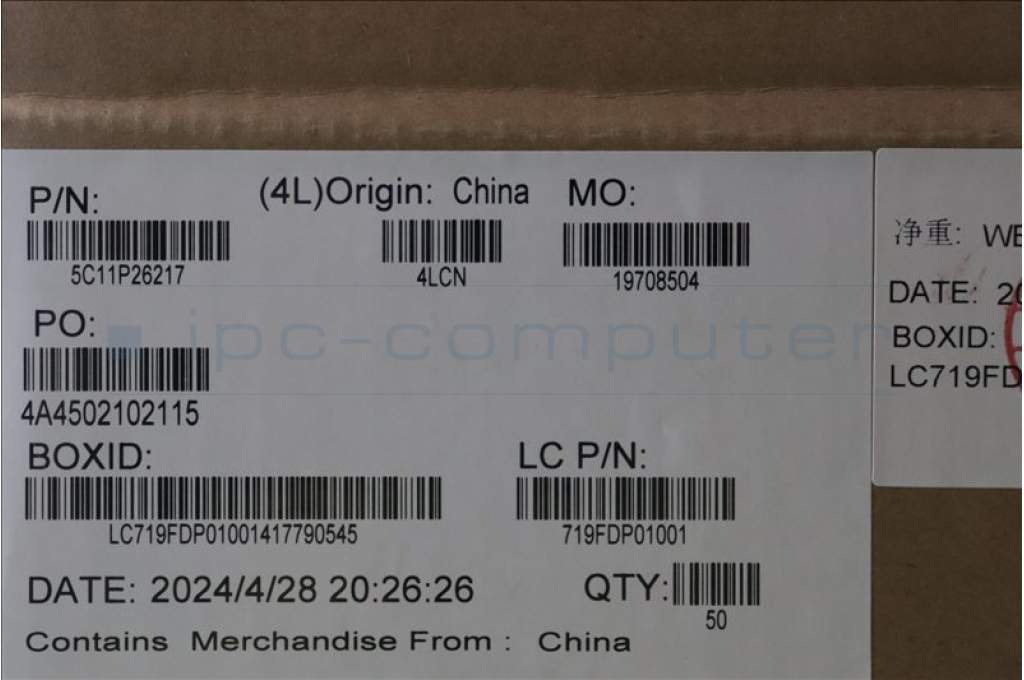 P/N: (4L)Origin: China MO:
5C11P26217 4LCN 19708504
PO:
4A4502102115
BOXID: LC P/N:
LC719FDP01001417790545 719FDP01001
DATE: 2024/4/28 20:26:26 QTY:
50
Contains Merchandise From : China
净重: WE
DATE: 20
BOXID:
LC719FD
ipc-computer